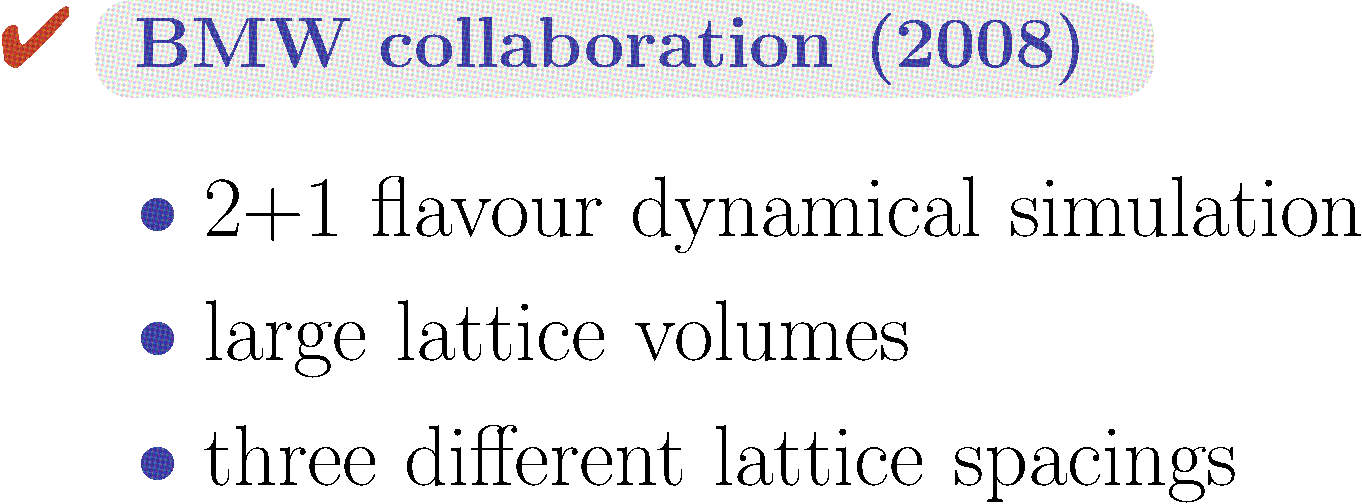 ✔ BMW collaboration (2008)
• 2+1 flavour dynamical simulation
• large lattice volumes
• three different lattice spacings